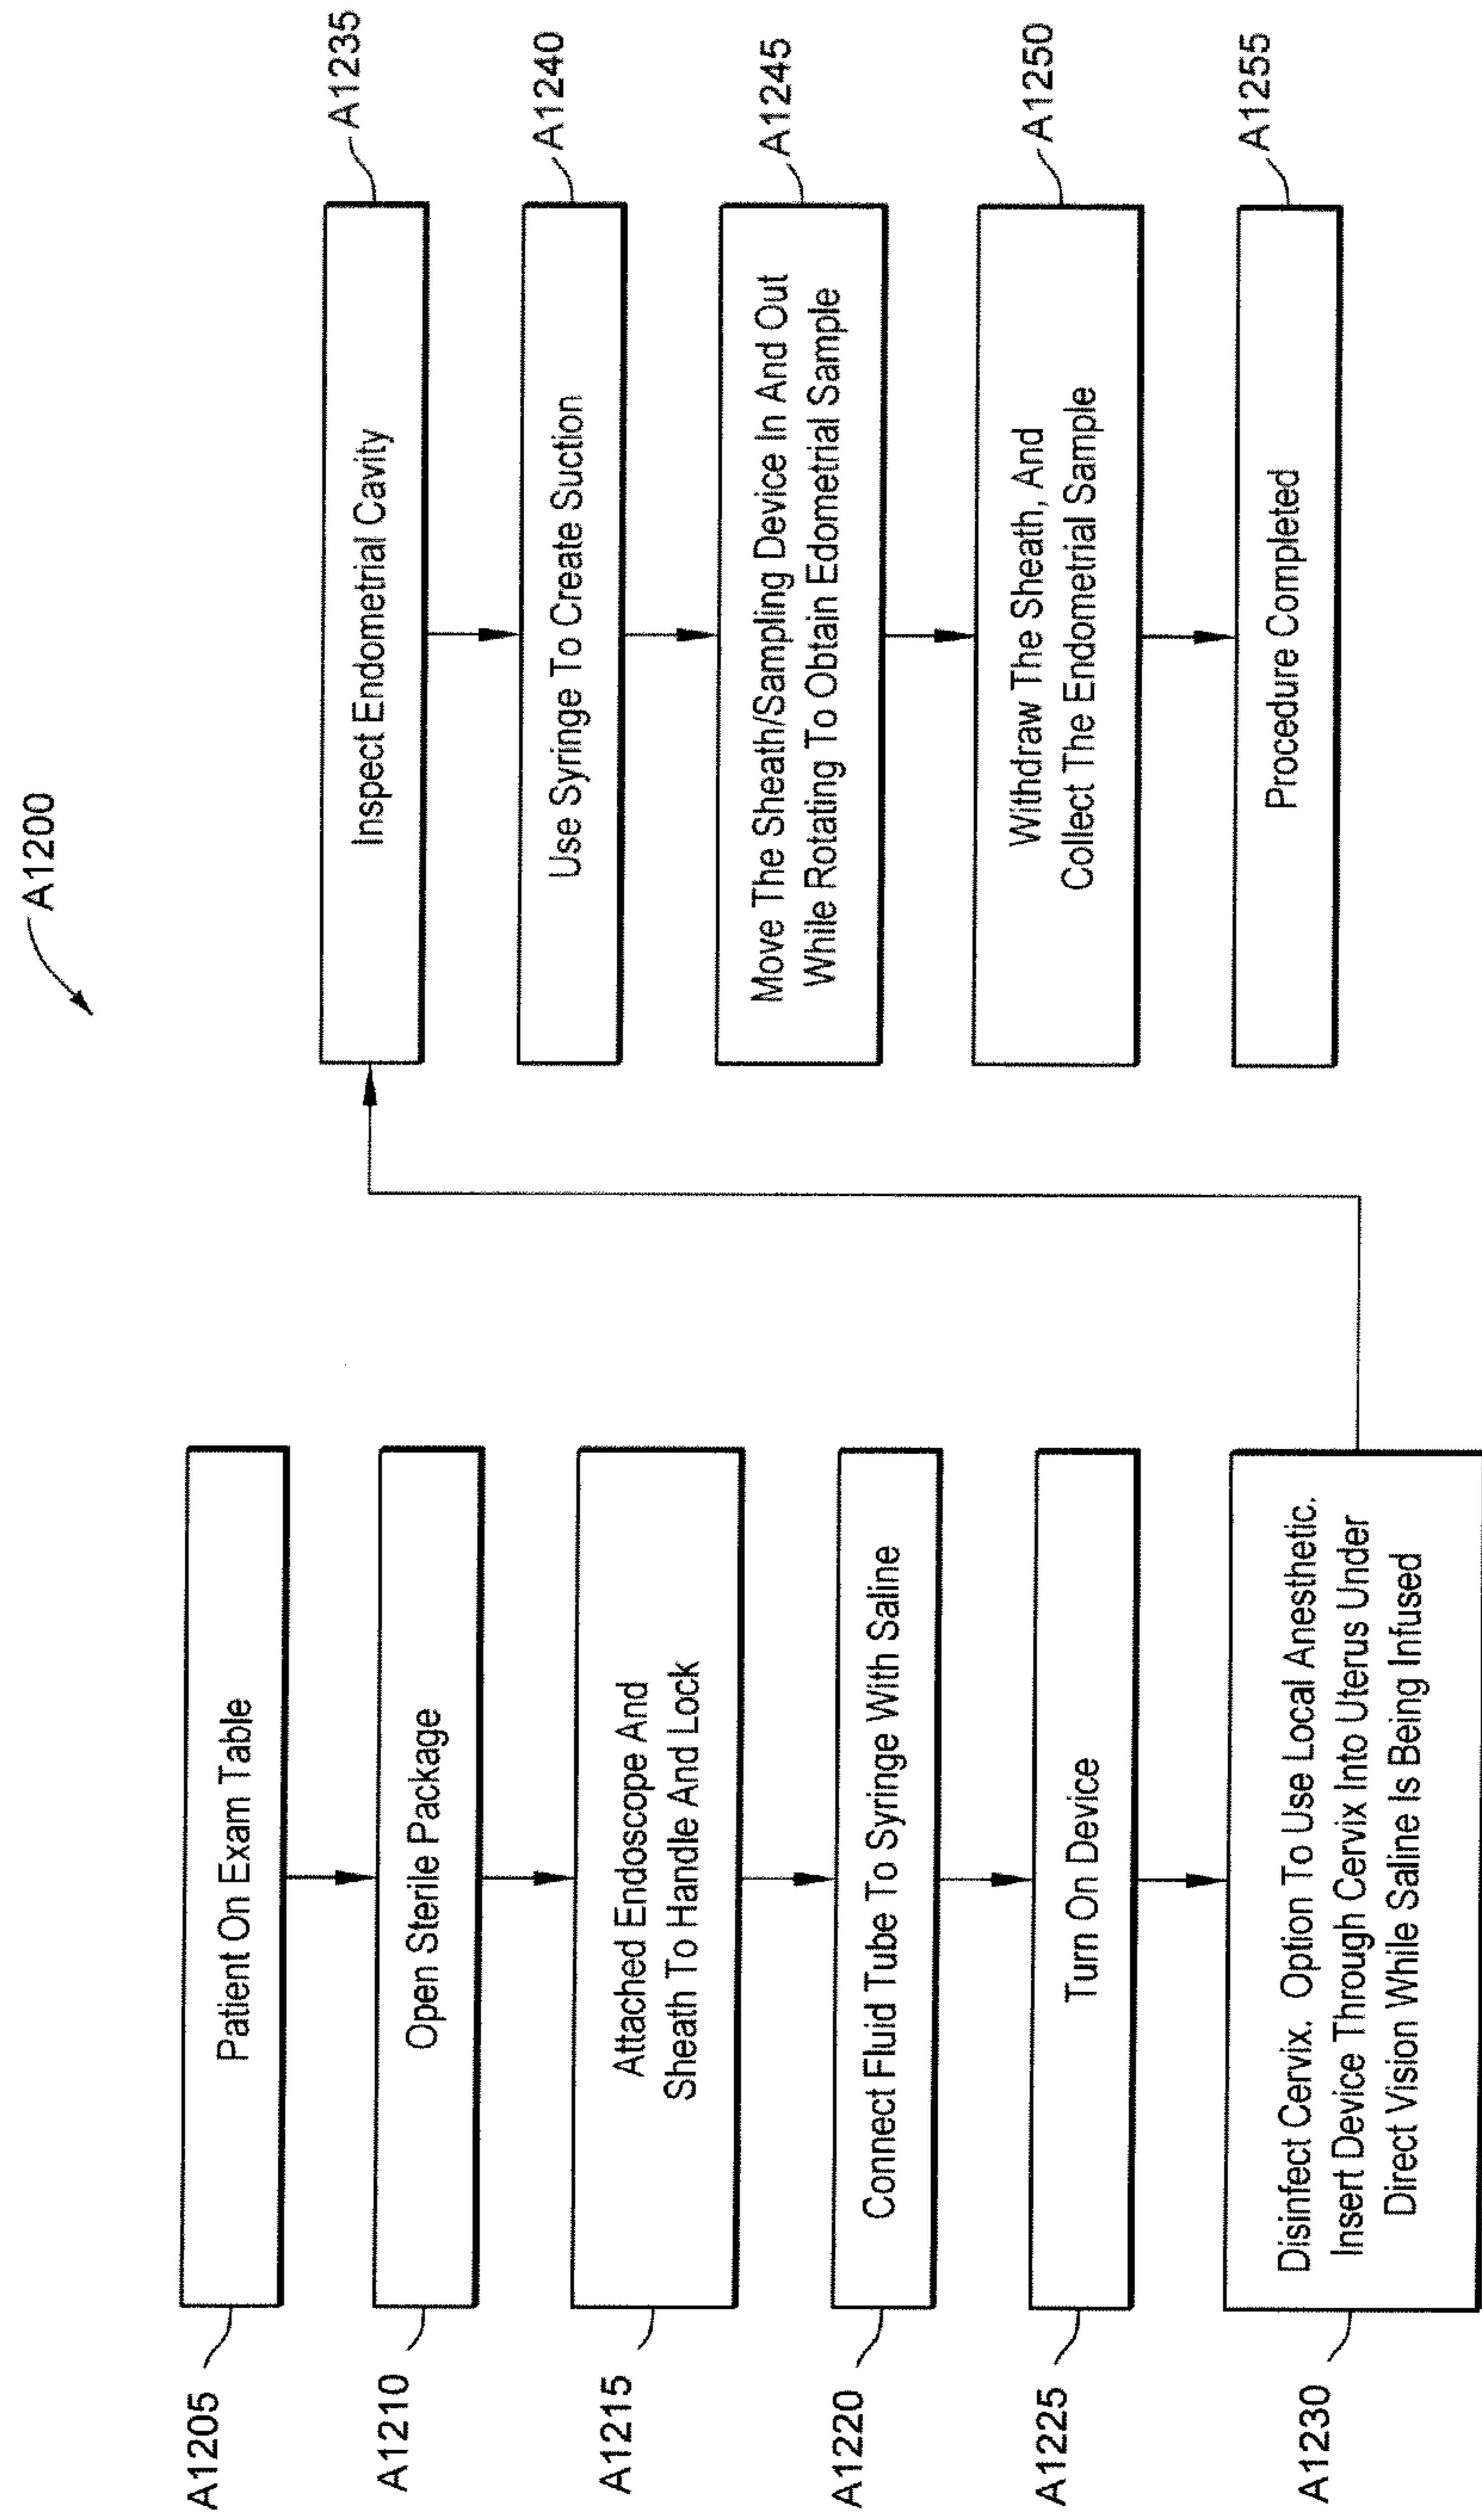 A1200
A1205
Patient On Exam Table
A1210
Open Sterile Package
A1215
Attached Endoscope And
Sheath To Handle And Lock
A1220
Connect Fluid Tube To Syringe With Saline
A1225
Turn On Device
A1230
Disinfect Cervix. Option To Use Local Anesthetic.
Insert Device Through Cervix Into Uterus Under
Direct Vision While Saline Is Being Infused
A1235
Inspect Endometrial Cavity
A1240
Use Syringe To Create Suction
A1245
Move The Sheath/Sampling Device In And Out
While Rotating To Obtain Edometrial Sample
A1250
Withdraw The Sheath, And
Collect The Endometrial Sample
A1255
Procedure Completed